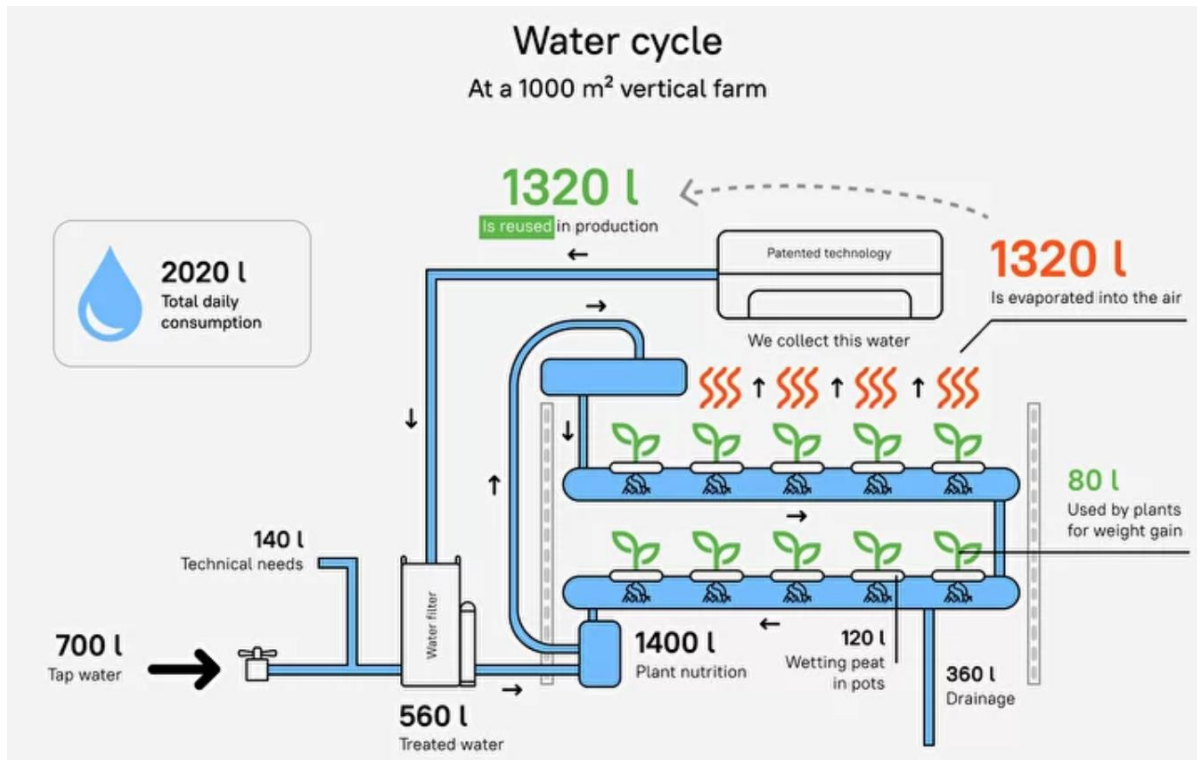 Water cycle
At a 1000 m² vertical farm
1320 l
Is reused in production
2020 l
Total daily
consumption
Patented technology
1320 l
Is evaporated into the air
We collect this water
80 l
Used by plants
for weight gain
140 l
Technical needs
Water filter
700 l
Tap water
1400 l
Plant nutrition
120 l
Wetting peat
in pots
360 l
Drainage
560 l
Treated water